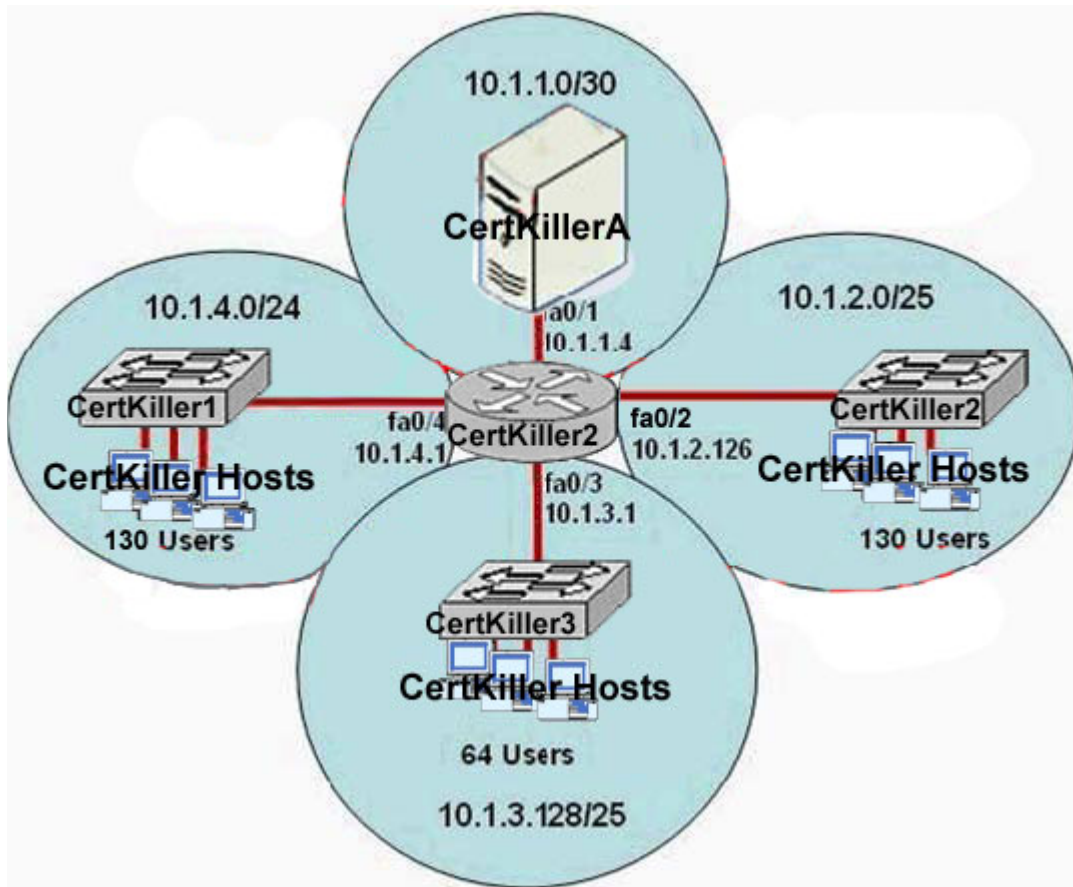 10.1.1.0/30
CertKillerA
fa0/1
10.1.1.4
10.1.4.0/24
CertKiller1
CertKiller Hosts
130 Users
fa0/4
10.1.4.1
CertKiller2
fa0/2
10.1.2.126
10.1.2.0/25
CertKiller2
CertKiller Hosts
130 Users
fa0/3
10.1.3.1
CertKiller3
CertKiller Hosts
64 Users
10.1.3.128/25